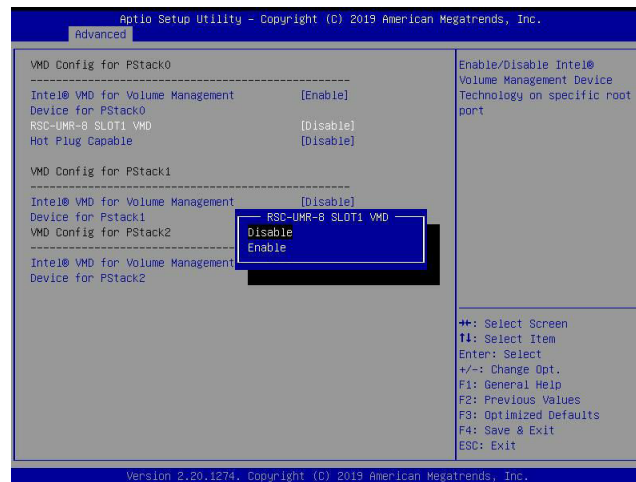 Aptio Setup Utility – Copyright (C) 2019 American Megatrends, Inc.
Advanced
VMD Config for PStack0
--------------------------------------------------
Intel® VMD for Volume Management [Enable]
Device for PStack0
RSC-UMR-8 SLOT1 VMD [Disable]
Hot Plug Capable [Disable]
VMD Config for PStack1
--------------------------------------------------
Intel® VMD for Volume Management [Disable]
Device for Pstack1
VMD Config for PStack2
Intel® VMD for Volume Management
Device for PStack2
RSC-UMR-8 SLOT1 VMD
Disable
Enable
Enable/Disable Intel®
Volume Management Device
Technology on specific root
port
→←: Select Screen
↑↓: Select Item
Enter: Select
+/-: Change Opt.
F1: General Help
F2: Previous Values
F3: Optimized Defaults
F4: Save & Exit
ESC: Exit
Version 2.20.1274. Copyright (C) 2019 American Megatrends, Inc.